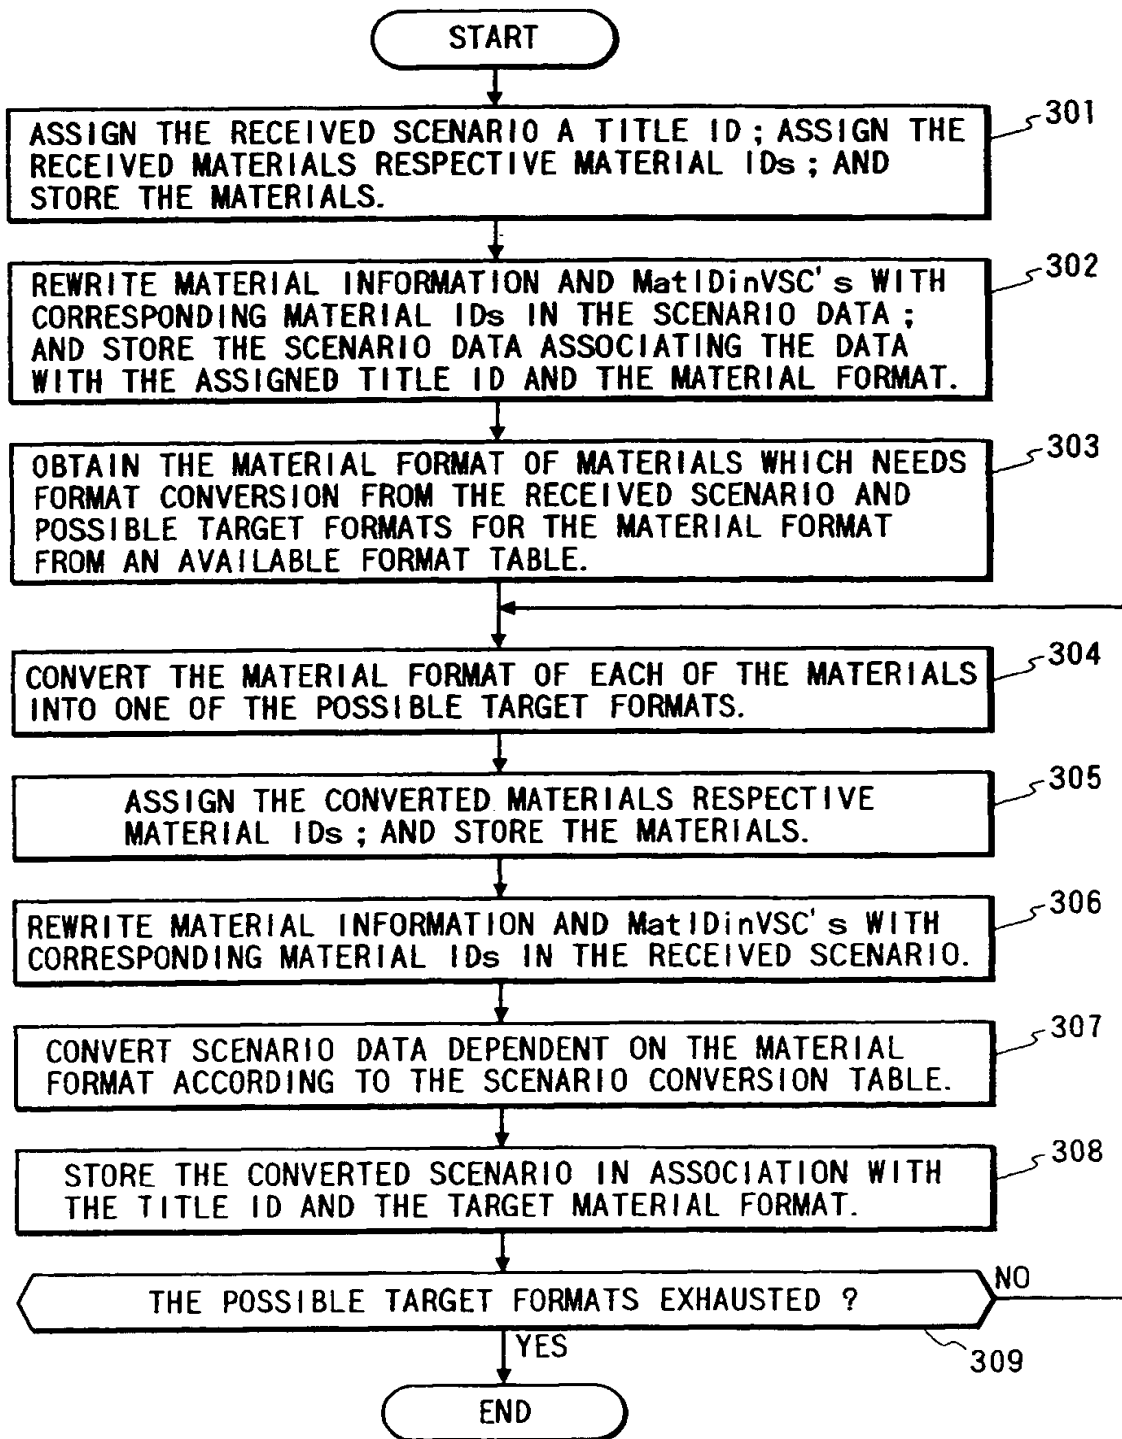 START
301
ASSIGN THE RECEIVED SCENARIO A TITLE ID ; ASSIGN THE
RECEIVED MATERIALS RESPECTIVE MATERIAL IDs ; AND
STORE THE MATERIALS.
302
REWRITE MATERIAL INFORMATION AND MatIDinVSC's WITH
CORRESPONDING MATERIAL IDs IN THE SCENARIO DATA ;
AND STORE THE SCENARIO DATA ASSOCIATING THE DATA
WITH THE ASSIGNED TITLE ID AND THE MATERIAL FORMAT.
303
OBTAIN THE MATERIAL FORMAT OF MATERIALS WHICH NEEDS
FORMAT CONVERSION FROM THE RECEIVED SCENARIO AND
POSSIBLE TARGET FORMATS FOR THE MATERIAL FORMAT
FROM AN AVAILABLE FORMAT TABLE.
304
CONVERT THE MATERIAL FORMAT OF EACH OF THE MATERIALS
INTO ONE OF THE POSSIBLE TARGET FORMATS.
305
ASSIGN THE CONVERTED MATERIALS RESPECTIVE
MATERIAL IDs ; AND STORE THE MATERIALS.
306
REWRITE MATERIAL INFORMATION AND MatIDinVSC's WITH
CORRESPONDING MATERIAL IDs IN THE RECEIVED SCENARIO.
307
CONVERT SCENARIO DATA DEPENDENT ON THE MATERIAL
FORMAT ACCORDING TO THE SCENARIO CONVERSION TABLE.
308
STORE THE CONVERTED SCENARIO IN ASSOCIATION WITH
THE TITLE ID AND THE TARGET MATERIAL FORMAT.
NO
THE POSSIBLE TARGET FORMATS EXHAUSTED ?
YES
309
END